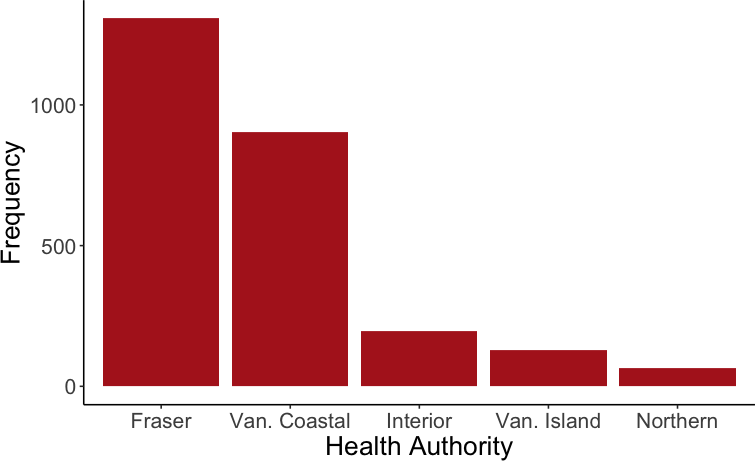 Frequency
1000
500
0
Fraser Van. Coastal Interior Van. Island Northern
Health Authority